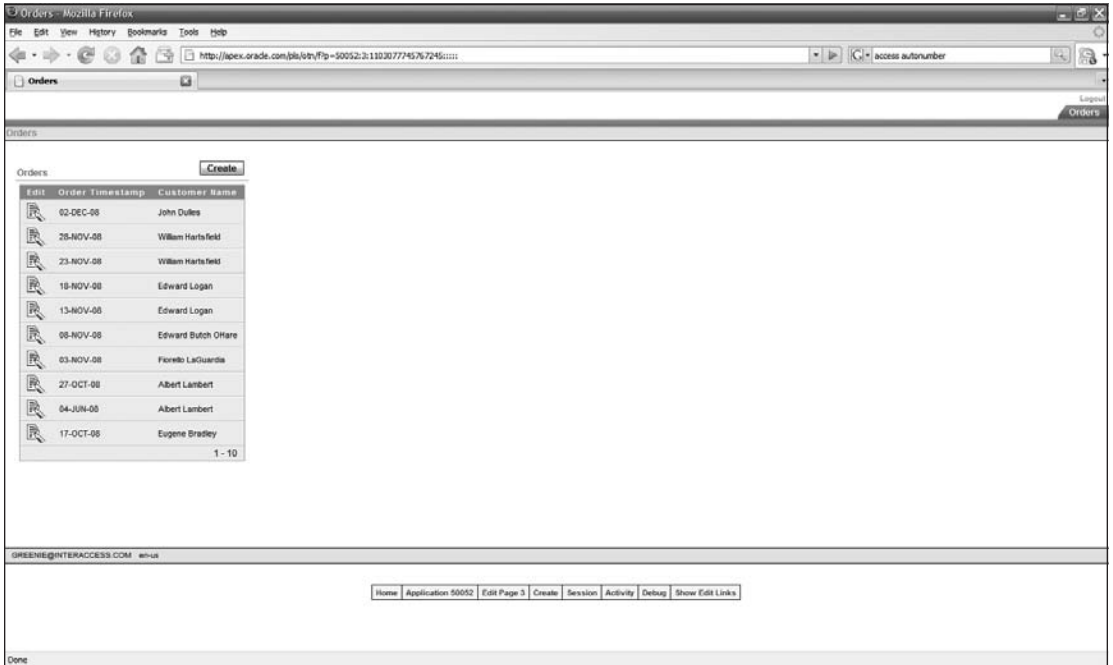 Orders - Mozilla Firefox
File Edit View History Bookmarks Tools Help
http://apex.oracle.com/pls/otn/f?p=50052:3:1103077745767245:::::
access autonumber
Orders
Logout
Orders
Orders
Orders
Create
Edit Order Timestamp Customer Name
02-DEC-08 John Dulles
28-NOV-08 William Hartsfield
23-NOV-08 William Hartsfield
18-NOV-08 Edward Logan
13-NOV-08 Edward Logan
08-NOV-08 Edward Butch OHare
03-NOV-08 Fiorello LaGuardia
27-OCT-08 Albert Lambert
04-JUN-08 Albert Lambert
17-OCT-08 Eugene Bradley
1 - 10
GREENIE@INTERACCESS.COM en-us
Home Application 50052 Edit Page 3 Create Session Activity Debug Show Edit Links
Done